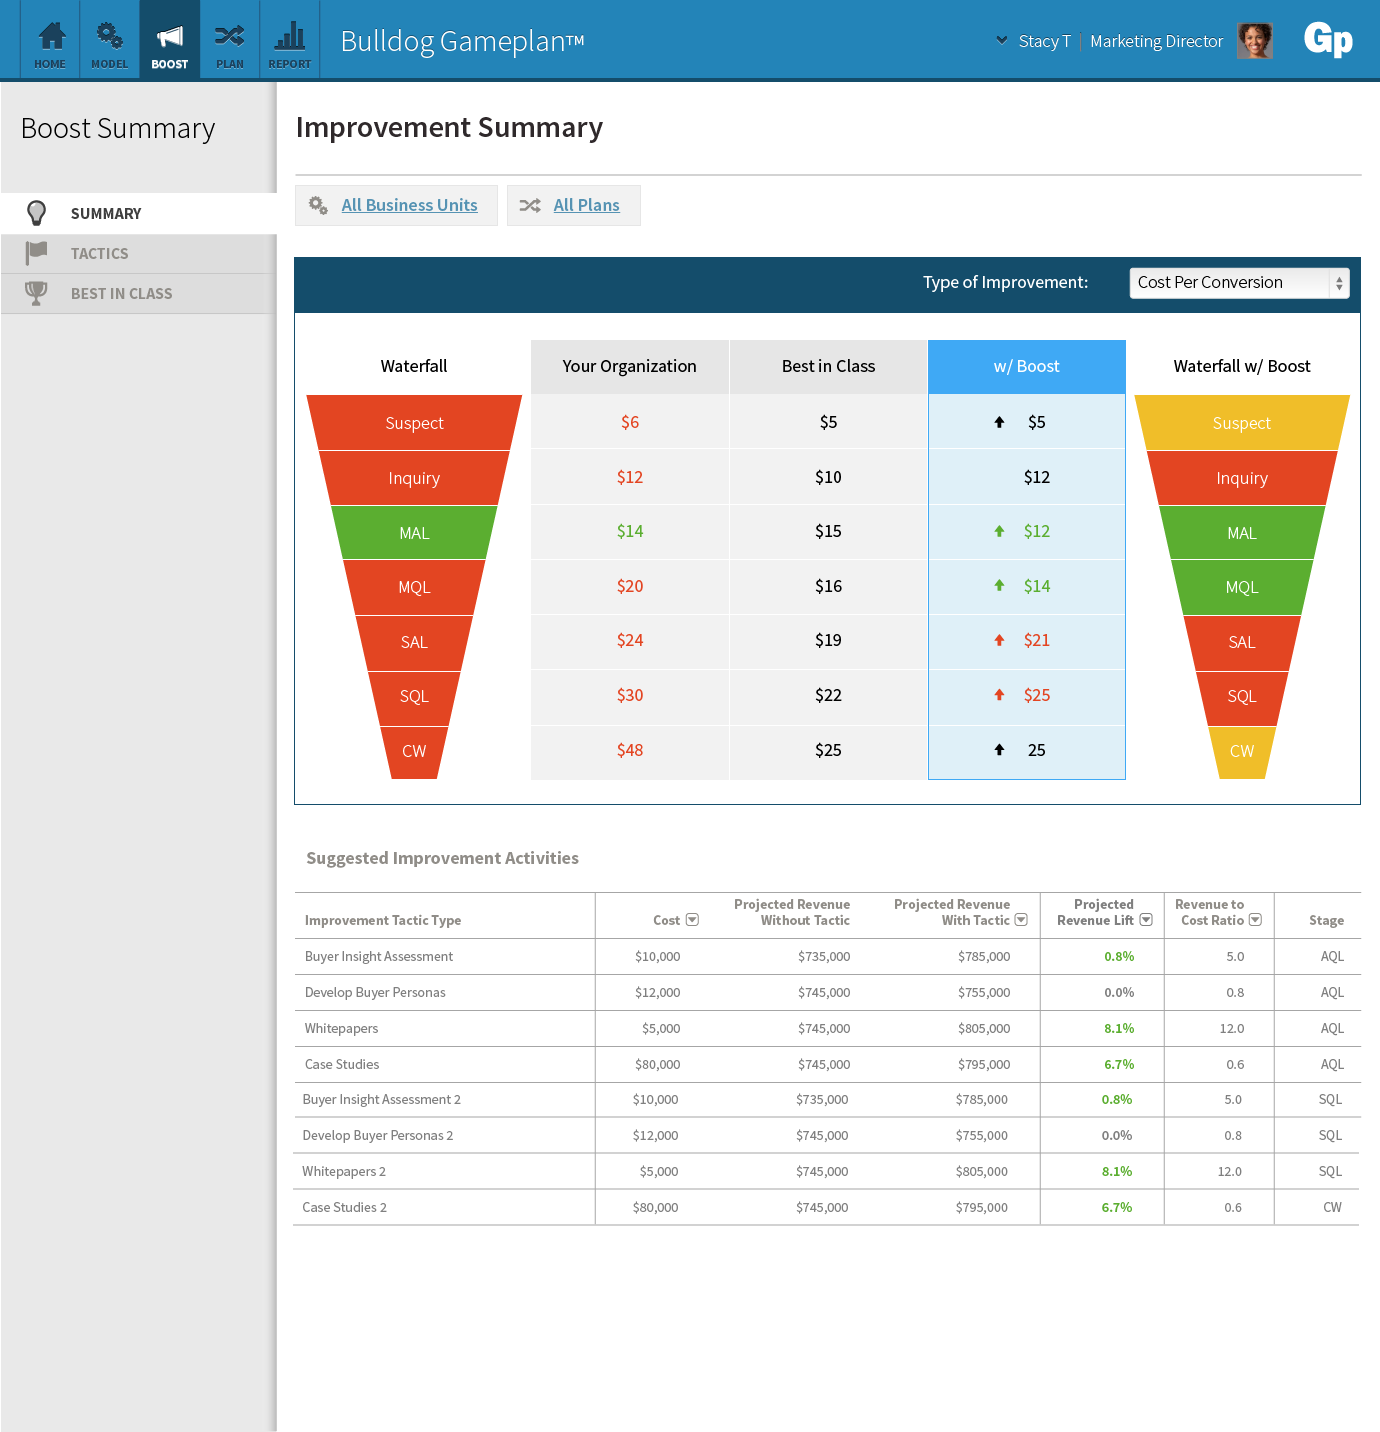 HOME
MODEL
BOOST
PLAN
REPORT
Bulldog Gameplan™
Stacy T | Marketing Director
Gp
Boost Summary
SUMMARY
TACTICS
BEST IN CLASS
Improvement Summary
All Business Units
All Plans
Type of Improvement: Cost Per Conversion
Waterfall Your Organization Best in Class w/ Boost Waterfall w/ Boost
Suspect $6 $5 $5 Suspect
Inquiry $12 $10 $12 Inquiry
MAL $14 $15 $12 MAL
MQL $20 $16 $14 MQL
SAL $24 $19 $21 SAL
SQL $30 $22 $25 SQL
CW $48 $25 25 CW
Suggested Improvement Activities
Projected Revenue Projected Revenue Projected Revenue to
Improvement Tactic Type Cost Without Tactic With Tactic Revenue Lift Cost Ratio Stage
Buyer Insight Assessment $10,000 $735,000 $785,000 0.8% 5.0 AQL
Develop Buyer Personas $12,000 $745,000 $755,000 0.0% 0.8 AQL
Whitepapers $5,000 $745,000 $805,000 8.1% 12.0 AQL
Case Studies $80,000 $745,000 $795,000 6.7% 0.6 AQL
Buyer Insight Assessment 2 $10,000 $735,000 $785,000 0.8% 5.0 SQL
Develop Buyer Personas 2 $12,000 $745,000 $755,000 0.0% 0.8 SQL
Whitepapers 2 $5,000 $745,000 $805,000 8.1% 12.0 SQL
Case Studies 2 $80,000 $745,000 $795,000 6.7% 0.6 CW